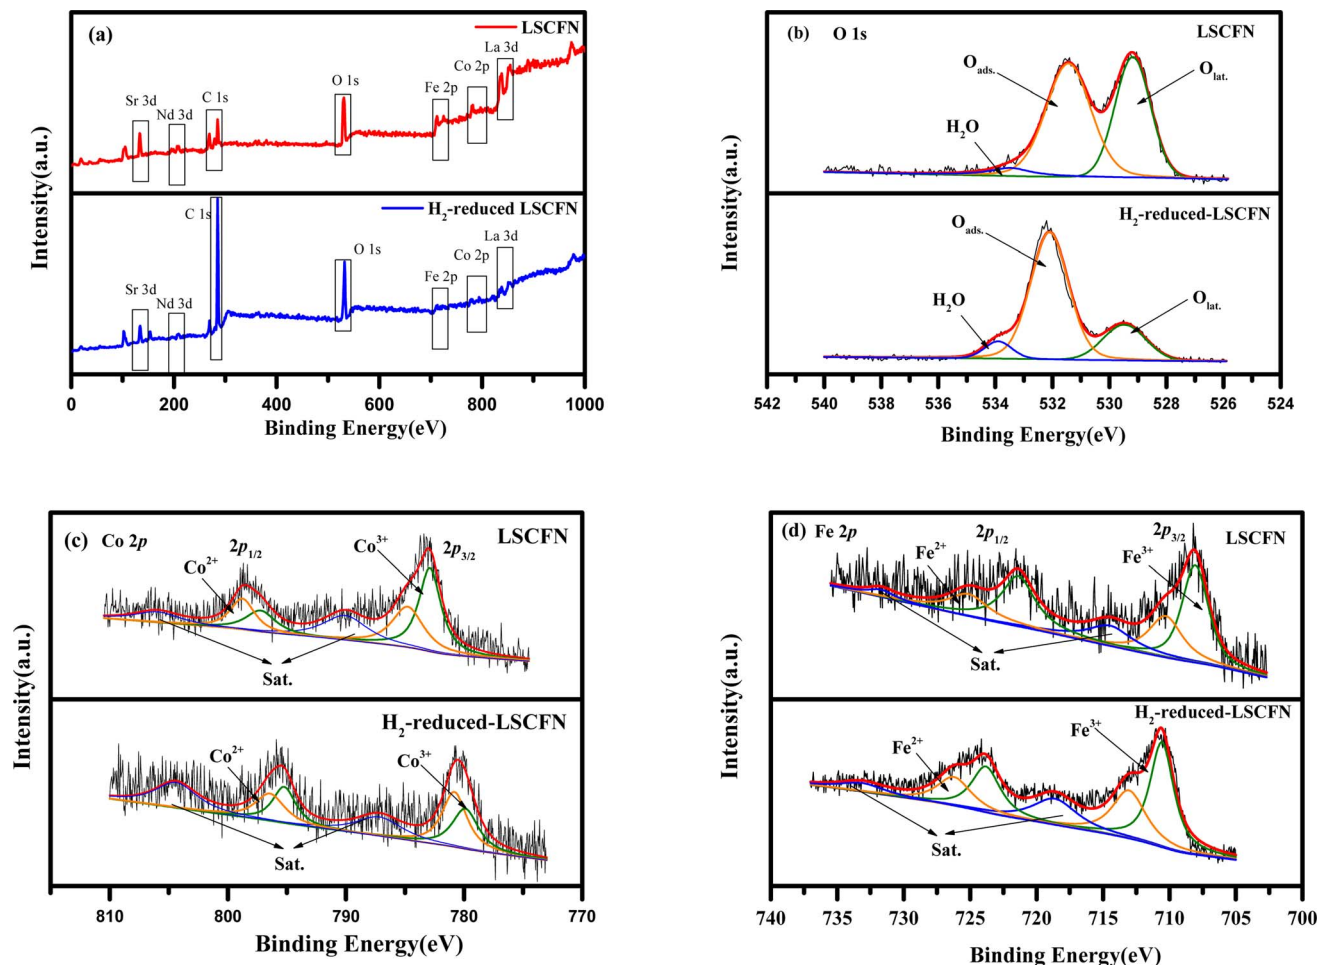 (a)
LSCFN
La 3d
Co 2p
Fe 2p
O 1s
C 1s
Sr 3d
Nd 3d
H₂-reduced LSCFN
C 1s
O 1s
La 3d
Co 2p
Fe 2p
Sr 3d
Nd 3d
0 200 400 600 800 1000
Binding Energy(eV)
Intensity(a.u.)
(b) O 1s
LSCFN
Oads.
Olat.
H₂O
H₂-reduced-LSCFN
Oads.
H₂O
Olat.
542 540 538 536 534 532 530 528 526 524
Binding Energy(eV)
Intensity(a.u.)
(c) Co 2p
LSCFN
2p1/2
Co³⁺
2p3/2
Co²⁺
Sat.
H₂-reduced-LSCFN
Co²⁺
Co³⁺
Sat.
810 800 790 780 770
Binding Energy(eV)
Intensity(a.u.)
(d) Fe 2p
2p1/2
2p3/2
LSCFN
Fe²⁺
Fe³⁺
Sat.
H₂-reduced-LSCFN
Fe³⁺
Fe²⁺
Sat.
740 735 730 725 720 715 710 705 700
Binding Energy(eV)
Intensity(a.u.)